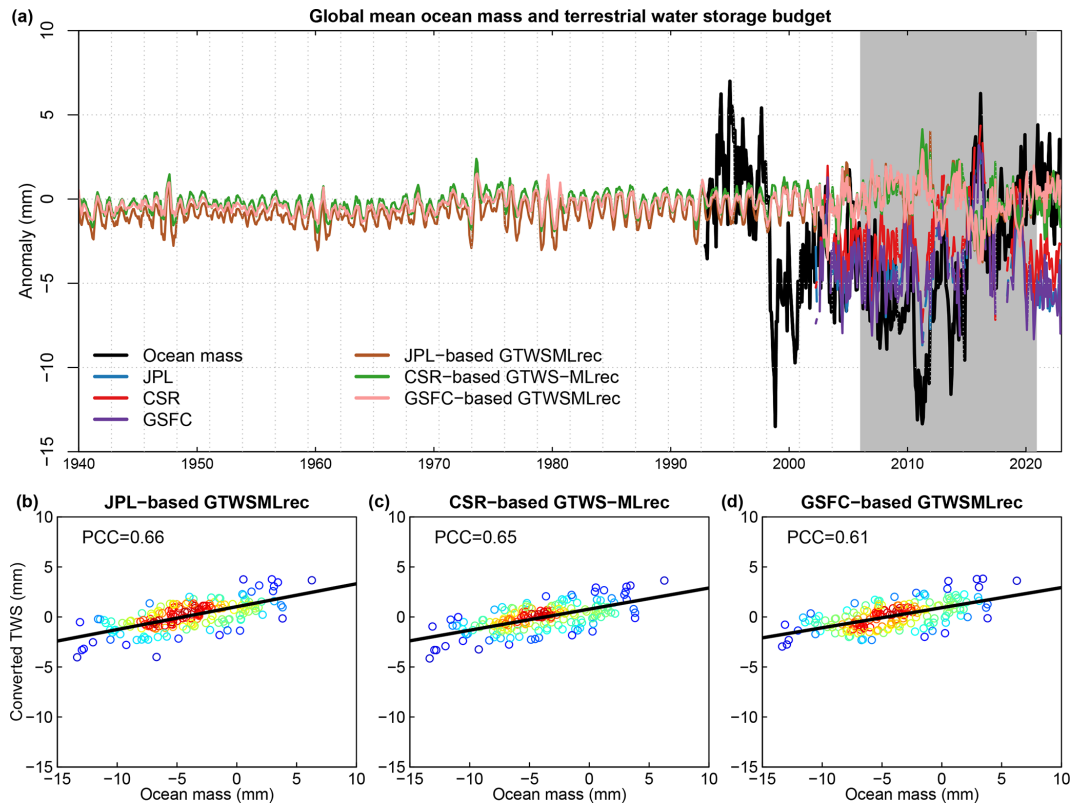 (a) Global mean ocean mass and terrestrial water storage budget
Anomaly (mm)
10
5
0
−5
−10
−15
Ocean mass
JPL
CSR
GSFC
JPL−based GTWSMLrec
CSR−based GTWS−MLrec
GSFC−based GTWSMLrec
1940 1950 1960 1970 1980 1990 2000 2010 2020
(b) JPL−based GTWSMLrec
PCC=0.66
Converted TWS (mm)
10
5
0
−5
−10
−15
−15 −10 −5 0 5 10
Ocean mass (mm)
(c) CSR−based GTWS−MLrec
PCC=0.65
10
5
0
−5
−10
−15
−15 −10 −5 0 5 10
Ocean mass (mm)
(d) GSFC−based GTWSMLrec
PCC=0.61
10
5
0
−5
−10
−15
−15 −10 −5 0 5 10
Ocean mass (mm)